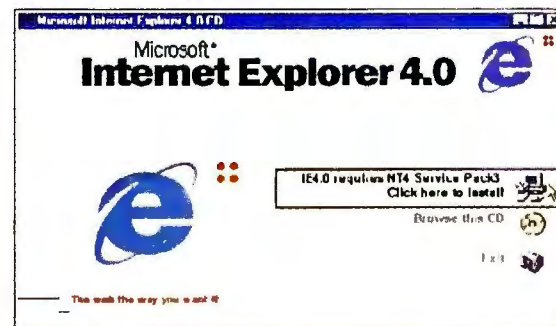 Microsoft Internet Explorer 4.0 CD
Microsoft®
Internet Explorer 4.0
IE4.0 requires NT4 Service Pack3
Click here to install
Browse this CD
Exit
The web the way you want it!